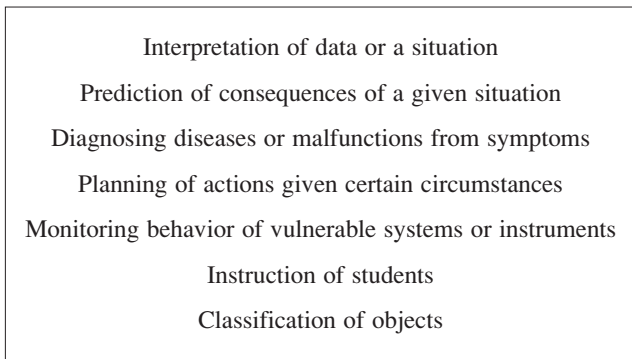 Interpretation of data or a situation
Prediction of consequences of a given situation
Diagnosing diseases or malfunctions from symptoms
Planning of actions given certain circumstances
Monitoring behavior of vulnerable systems or instruments
Instruction of students
Classification of objects